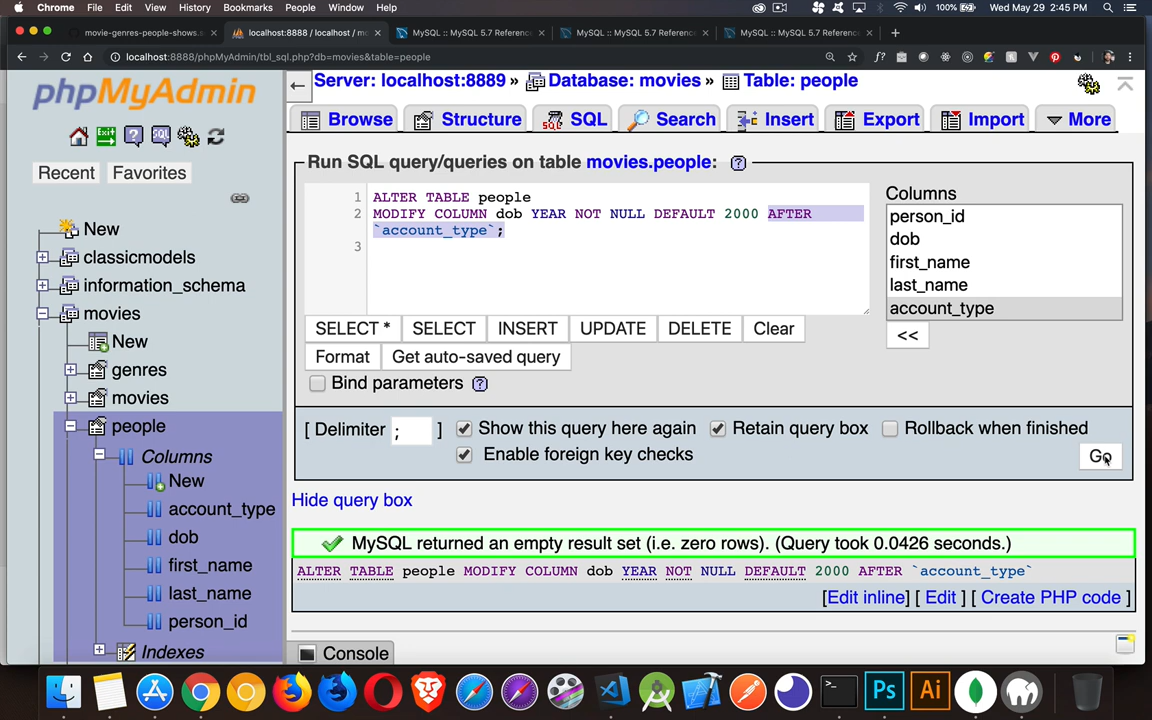 Chrome File Edit View History Bookmarks People Window Help 100% Wed May 29 2:45 PM
movie-genres-people-shows. × localhost:8888 / localhost / m × MySQL :: MySQL 5.7 Referenc × MySQL :: MySQL 5.7 Referenc × MySQL :: MySQL 5.7 Referenc × +
localhost:8888/phpMyAdmin/tbl_sql.php?db=movies&table=people
phpMyAdmin
Recent Favorites
New
classicmodels
information_schema
movies
New
genres
movies
people
Columns
New
account_type
dob
first_name
last_name
person_id
Indexes
Server: localhost:8889 » Database: movies » Table: people
Browse Structure SQL Search Insert Export Import More
Run SQL query/queries on table movies.people:
1 ALTER TABLE people
2 MODIFY COLUMN dob YEAR NOT NULL DEFAULT 2000 AFTER
`account_type`;
3
Columns
person_id
dob
first_name
last_name
account_type
<<
SELECT * SELECT INSERT UPDATE DELETE Clear
Format Get auto-saved query
Bind parameters
[ Delimiter ; ] Show this query here again Retain query box Rollback when finished
Enable foreign key checks
Go
Hide query box
MySQL returned an empty result set (i.e. zero rows). (Query took 0.0426 seconds.)
ALTER TABLE people MODIFY COLUMN dob YEAR NOT NULL DEFAULT 2000 AFTER `account_type`
[Edit inline] [ Edit ] [ Create PHP code ]
Console
Ps Ai